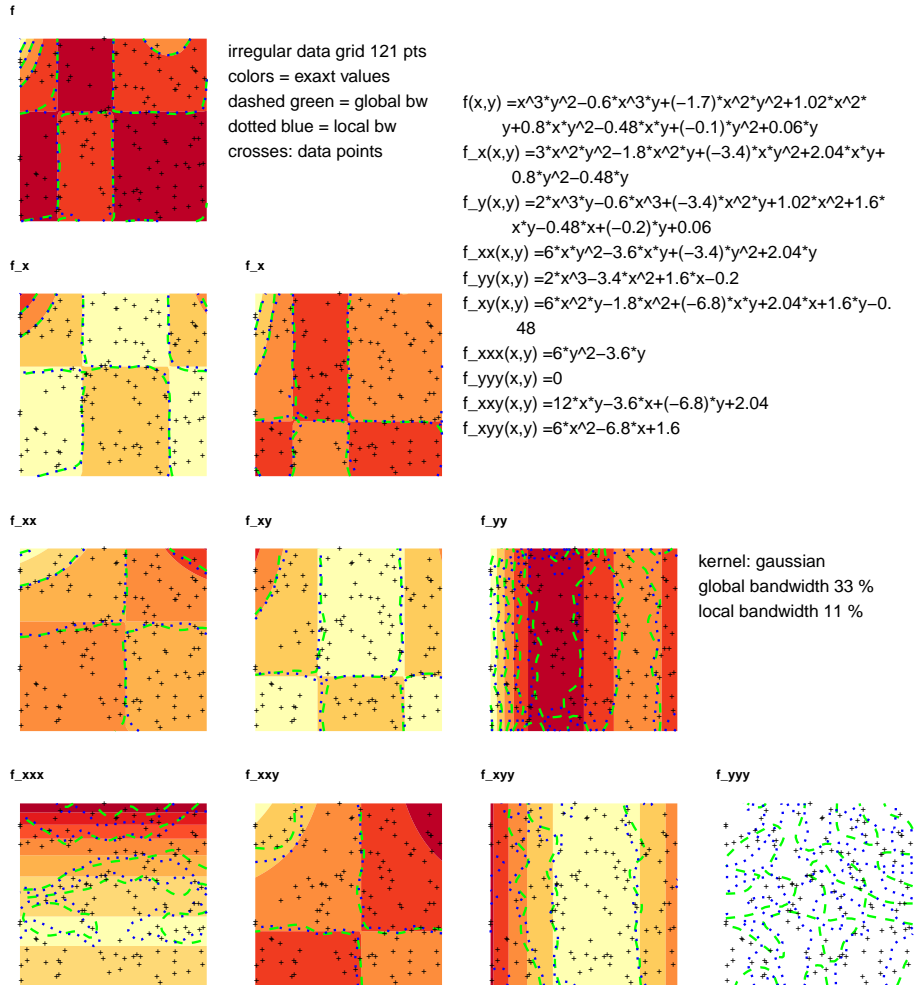 f
irregular data grid 121 pts
colors = exaxt values
dashed green = global bw
dotted blue = local bw
crosses: data points
f(x,y) =x^3*y^2−0.6*x^3*y+(−1.7)*x^2*y^2+1.02*x^2*
y+0.8*x*y^2−0.48*x*y+(−0.1)*y^2+0.06*y
f_x(x,y) =3*x^2*y^2−1.8*x^2*y+(−3.4)*x*y^2+2.04*x*y+
0.8*y^2−0.48*y
f_y(x,y) =2*x^3*y−0.6*x^3+(−3.4)*x^2*y+1.02*x^2+1.6*
x*y−0.48*x+(−0.2)*y+0.06
f_xx(x,y) =6*x*y^2−3.6*x*y+(−3.4)*y^2+2.04*y
f_yy(x,y) =2*x^3−3.4*x^2+1.6*x−0.2
f_xy(x,y) =6*x^2*y−1.8*x^2+(−6.8)*x*y+2.04*x+1.6*y−0.
48
f_xxx(x,y) =6*y^2−3.6*y
f_yyy(x,y) =0
f_xxy(x,y) =12*x*y−3.6*x+(−6.8)*y+2.04
f_xyy(x,y) =6*x^2−6.8*x+1.6
f_x
f_x
f_xx
f_xy
f_yy
kernel: gaussian
global bandwidth 33 %
local bandwidth 11 %
f_xxx
f_xxy
f_xyy
f_yyy